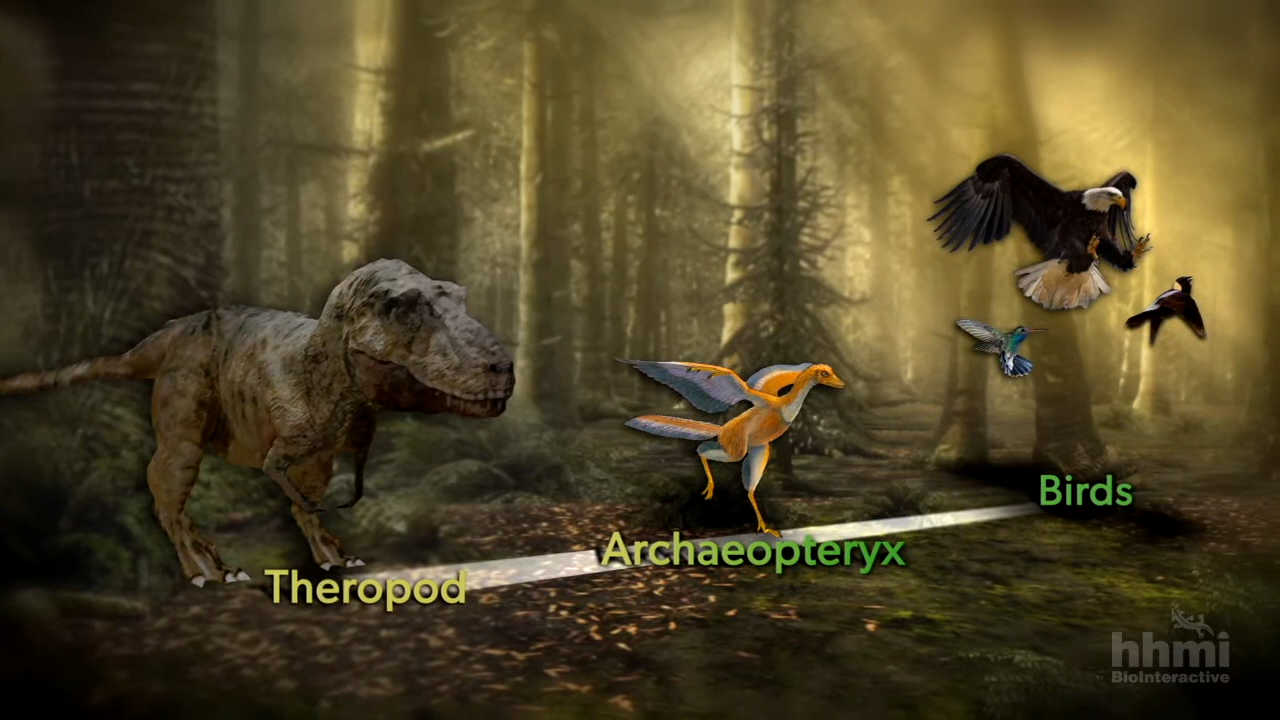 Birds
Archaeopteryx
Theropod
hhmi
BioInteractive